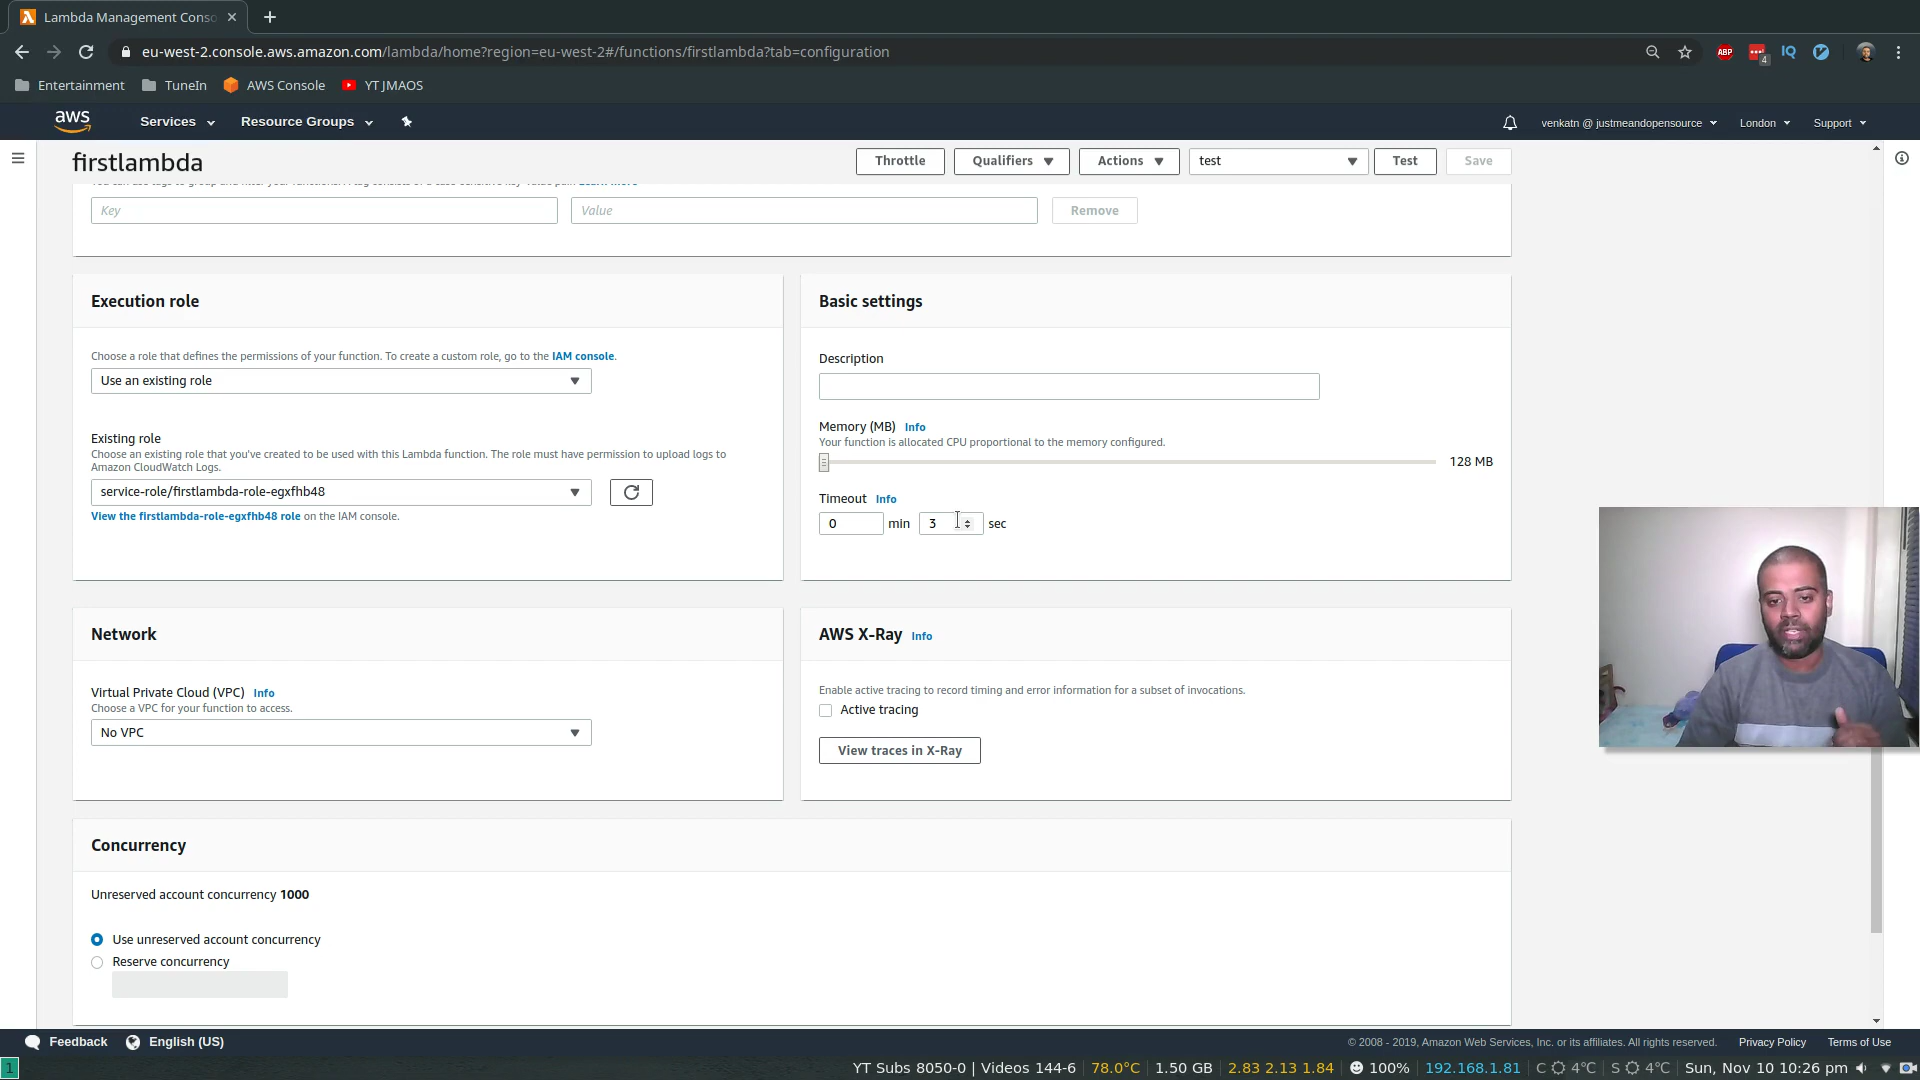 Lambda Management Conso
eu-west-2.console.aws.amazon.com/lambda/home?region=eu-west-2#/functions/firstlambda?tab=configuration
ABP
4
IQ
Entertainment
TuneIn
AWS Console
YT JMAOS
aws
Services
Resource Groups
venkatn @ justmeandopensource
London
Support
firstlambda
Throttle
Qualifiers
Actions
test
Test
Save
Key
Value
Remove
Execution role
Choose a role that defines the permissions of your function. To create a custom role, go to the IAM console.
Use an existing role
Existing role
Choose an existing role that you've created to be used with this Lambda function. The role must have permission to upload logs to
Amazon CloudWatch Logs.
service-role/firstlambda-role-egxfhb48
View the firstlambda-role-egxfhb48 role on the IAM console.
Basic settings
Description
Memory (MB) Info
Your function is allocated CPU proportional to the memory configured.
128 MB
Timeout Info
0 min 3 sec
Network
Virtual Private Cloud (VPC) Info
Choose a VPC for your function to access.
No VPC
AWS X-Ray Info
Enable active tracing to record timing and error information for a subset of invocations.
Active tracing
View traces in X-Ray
Concurrency
Unreserved account concurrency 1000
Use unreserved account concurrency
Reserve concurrency
Feedback
English (US)
© 2008 - 2019, Amazon Web Services, Inc. or its affiliates. All rights reserved.
Privacy Policy
Terms of Use
1
YT Subs 8050-0 | Videos 144-6 | 78.0°C | 1.50 GB | 2.83 2.13 1.84 | 100% | 192.168.1.81 | C 4°C | S 4°C | Sun, Nov 10 10:26 pm